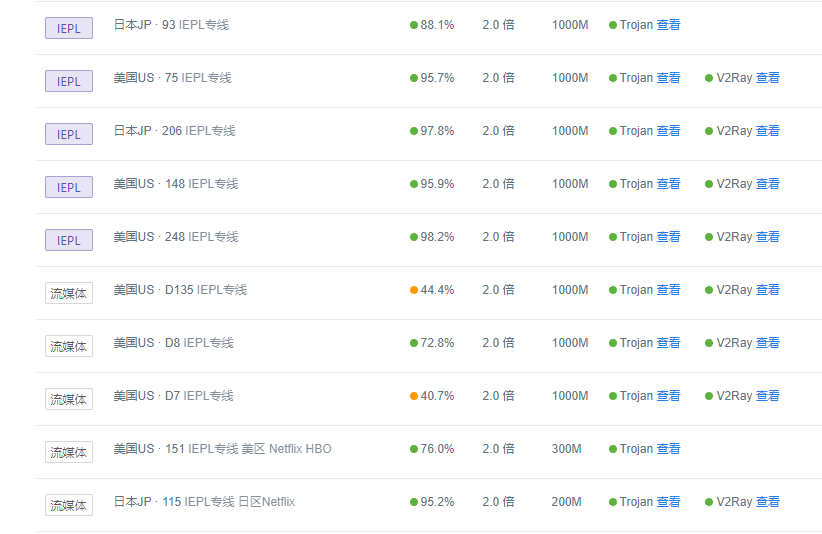 IEPL 日本JP · 93 IEPL专线 88.1% 2.0 倍 1000M Trojan 查看
IEPL 美国US · 75 IEPL专线 95.7% 2.0 倍 1000M Trojan 查看 V2Ray 查看
IEPL 日本JP · 206 IEPL专线 97.8% 2.0 倍 1000M Trojan 查看 V2Ray 查看
IEPL 美国US · 148 IEPL专线 95.9% 2.0 倍 1000M Trojan 查看 V2Ray 查看
IEPL 美国US · 248 IEPL专线 98.2% 2.0 倍 1000M Trojan 查看 V2Ray 查看
流媒体 美国US · D135 IEPL专线 44.4% 2.0 倍 1000M Trojan 查看 V2Ray 查看
流媒体 美国US · D8 IEPL专线 72.8% 2.0 倍 1000M Trojan 查看 V2Ray 查看
流媒体 美国US · D7 IEPL专线 40.7% 2.0 倍 1000M Trojan 查看 V2Ray 查看
流媒体 美国US · 151 IEPL专线 美区 Netflix HBO 76.0% 2.0 倍 300M Trojan 查看
流媒体 日本JP · 115 IEPL专线 日区Netflix 95.2% 2.0 倍 200M Trojan 查看 V2Ray 查看